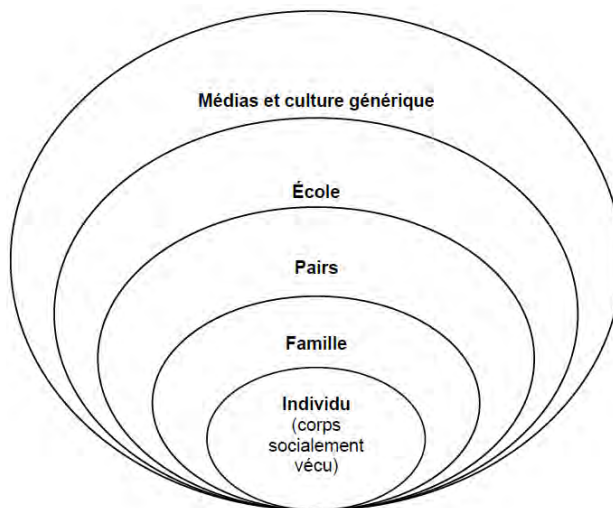 Médias et culture générique
École
Pairs
Famille
Individu
(corps
socialement
vécu)